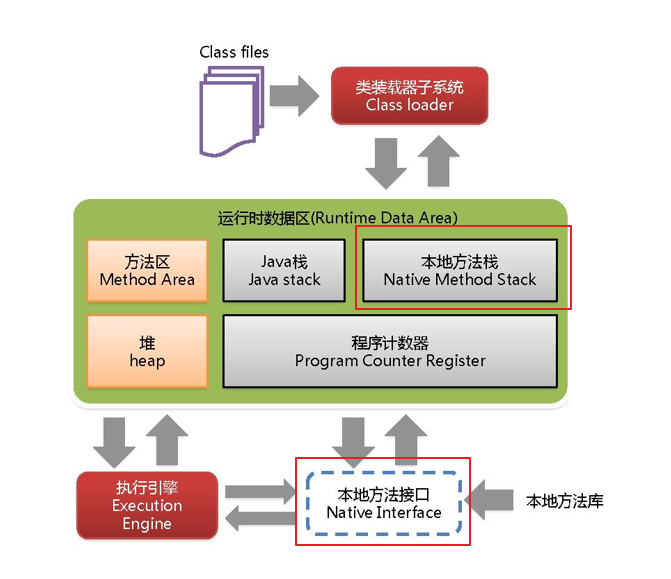 Class files
类装载器子系统
Class loader
运行时数据区(Runtime Data Area)
方法区
Method Area
Java栈
Java stack
本地方法栈
Native Method Stack
堆
heap
程序计数器
Program Counter Register
执行引擎
Execution
Engine
本地方法接口
Native Interface
本地方法库